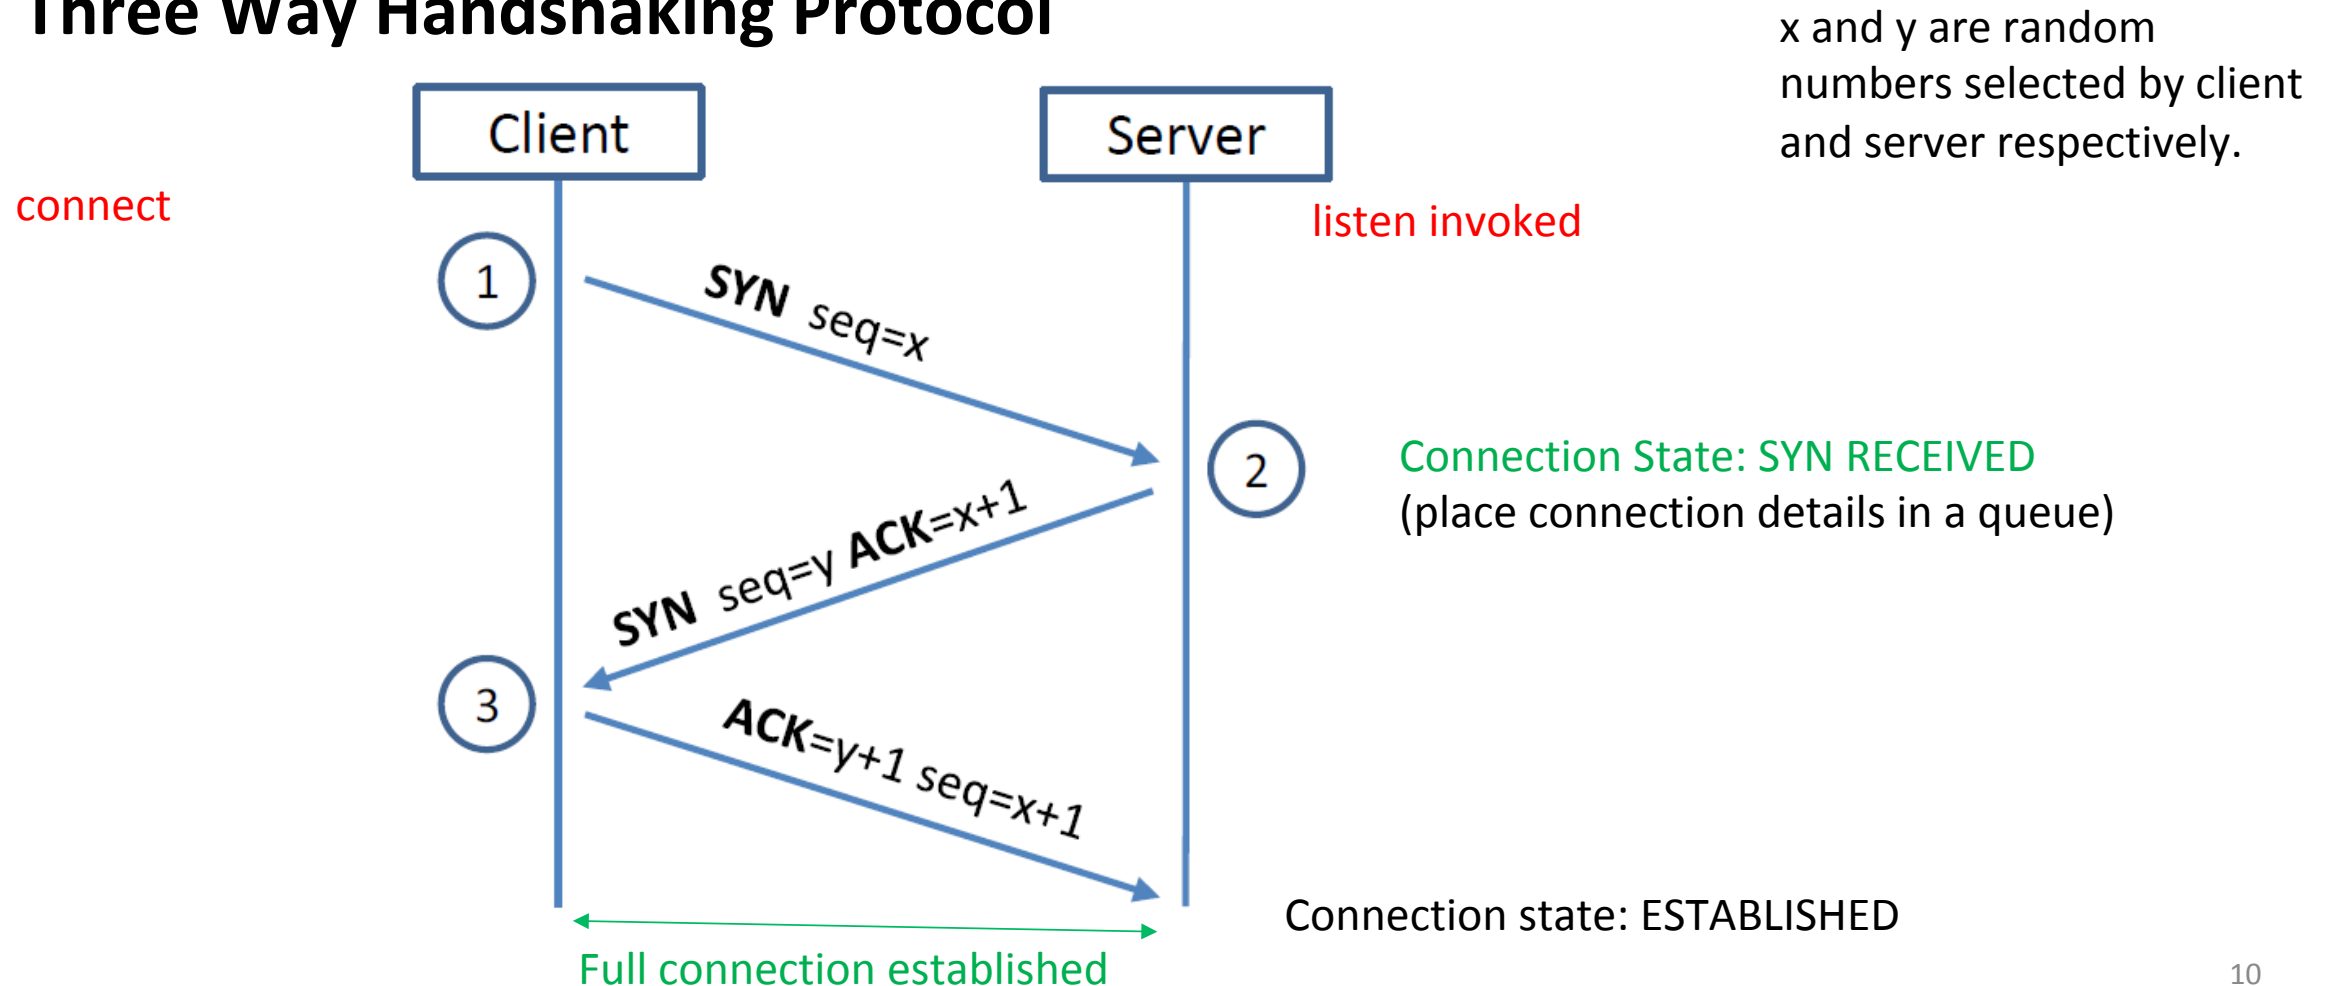 Three Way Handshaking Protocol
x and y are random
numbers selected by client
and server respectively.
Client
Server
connect
listen invoked
1
SYN seq=x
2
Connection State: SYN RECEIVED
(place connection details in a queue)
SYN seq=y ACK=x+1
3
ACK=y+1 seq=x+1
Connection state: ESTABLISHED
Full connection established
10